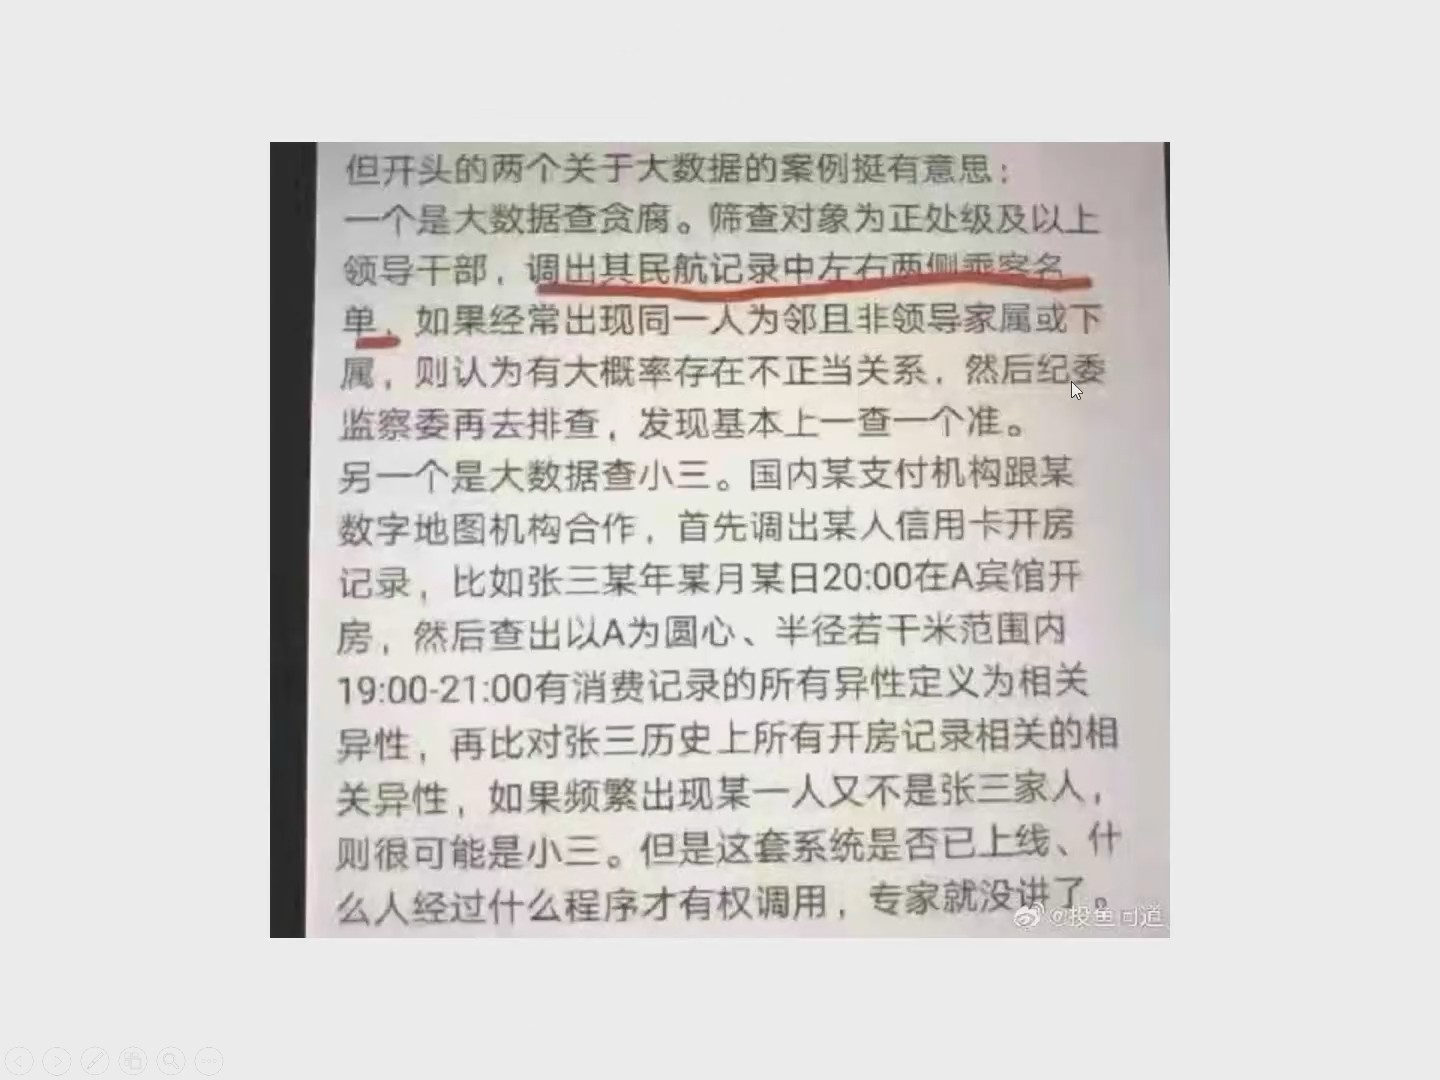 但开头的两个关于大数据的案例挺有意思：
一个是大数据查贪腐。筛查对象为正处级及以上
领导干部，调出其民航记录中左右两侧乘客名
单，如果经常出现同一人为邻且非领导家属或下
属，则认为有大概率存在不正当关系，然后纪委
监察委再去排查，发现基本上一查一个准。
另一个是大数据查小三。国内某支付机构跟某
数字地图机构合作，首先调出某人信用卡开房
记录，比如张三某年某月某日20:00在A宾馆开
房，然后查出以A为圆心、半径若干米范围内
19:00-21:00有消费记录的所有异性定义为相关
异性，再比对张三历史上所有开房记录相关的相
关异性，如果频繁出现某一人又不是张三家人，
则很可能是小三。但是这套系统是否已上线、什
么人经过什么程序才有权调用，专家就没讲了。
@投鱼问道